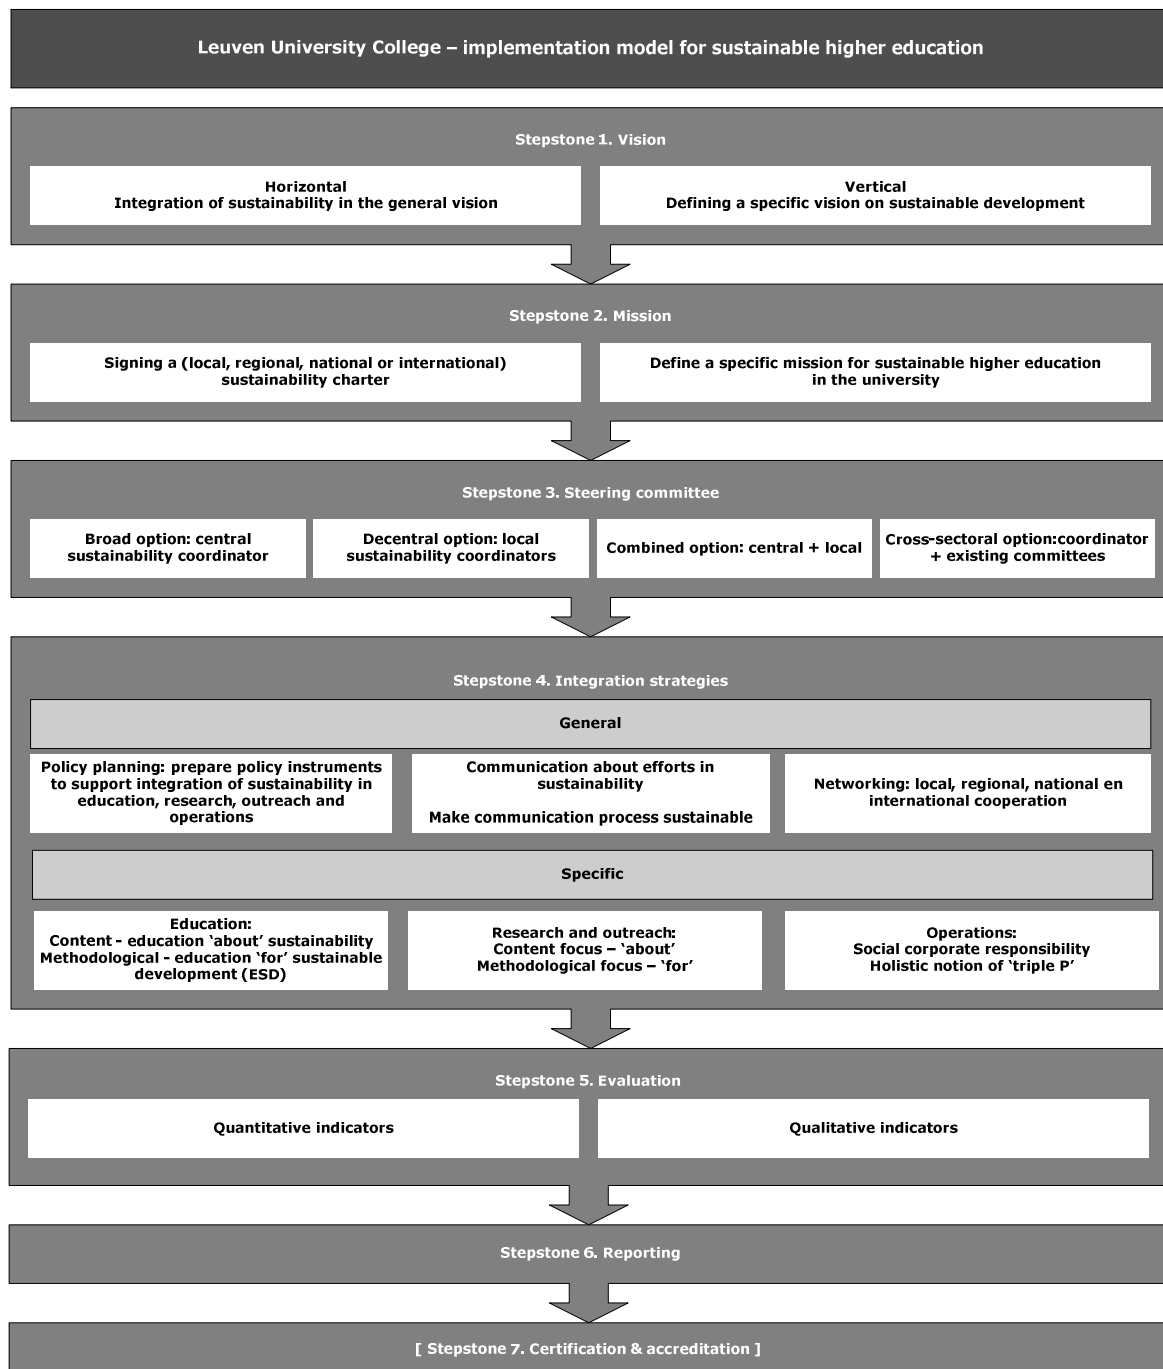 Leuven University College – implementation model for sustainable higher education
Stepstone 1. Vision
Horizontal
Integration of sustainability in the general vision
Vertical
Defining a specific vision on sustainable development
Stepstone 2. Mission
Signing a (local, regional, national or international)
sustainability charter
Define a specific mission for sustainable higher education
in the university
Stepstone 3. Steering committee
Broad option: central
sustainability coordinator
Decentral option: local
sustainability coordinators
Combined option: central + local
Cross-sectoral option:coordinator
+ existing committees
Stepstone 4. Integration strategies
General
Policy planning: prepare policy instruments
to support integration of sustainability in
education, research, outreach and
operations
Communication about efforts in
sustainability
Make communication process sustainable
Networking: local, regional, national en
international cooperation
Specific
Education:
Content - education ‘about’ sustainability
Methodological - education ‘for’ sustainable
development (ESD)
Research and outreach:
Content focus – ‘about’
Methodological focus – ‘for’
Operations:
Social corporate responsibility
Holistic notion of ‘triple P’
Stepstone 5. Evaluation
Quantitative indicators
Qualitative indicators
Stepstone 6. Reporting
[ Stepstone 7. Certification & accreditation ]